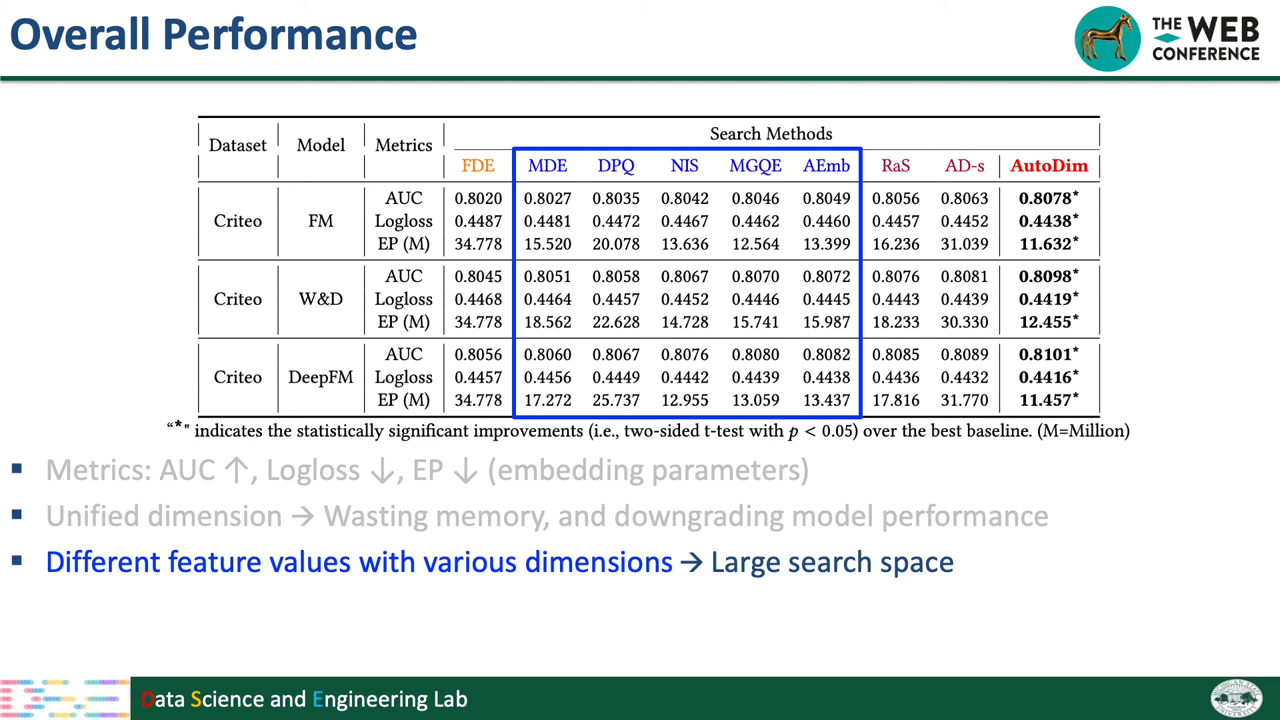 Overall Performance
THE WEB
CONFERENCE
Dataset Model Metrics Search Methods
FDE MDE DPQ NIS MGQE AEmb RaS AD-s AutoDim
AUC 0.8020 0.8027 0.8035 0.8042 0.8046 0.8049 0.8056 0.8063 0.8078*
Criteo FM Logloss 0.4487 0.4481 0.4472 0.4467 0.4462 0.4460 0.4457 0.4452 0.4438*
EP (M) 34.778 15.520 20.078 13.636 12.564 13.399 16.236 31.039 11.632*
AUC 0.8045 0.8051 0.8058 0.8067 0.8070 0.8072 0.8076 0.8081 0.8098*
Criteo W&D Logloss 0.4468 0.4464 0.4457 0.4452 0.4446 0.4445 0.4443 0.4439 0.4419*
EP (M) 34.778 18.562 22.628 14.728 15.741 15.987 18.233 30.330 12.455*
AUC 0.8056 0.8060 0.8067 0.8076 0.8080 0.8082 0.8085 0.8089 0.8101*
Criteo DeepFM Logloss 0.4457 0.4456 0.4449 0.4442 0.4439 0.4438 0.4436 0.4432 0.4416*
EP (M) 34.778 17.272 25.737 12.955 13.059 13.437 17.816 31.770 11.457*
“*" indicates the statistically significant improvements (i.e., two-sided t-test with p < 0.05) over the best baseline. (M=Million)
▪ Metrics: AUC ↑, Logloss ↓, EP ↓ (embedding parameters)
▪ Unified dimension → Wasting memory, and downgrading model performance
▪ Different feature values with various dimensions → Large search space
Data Science and Engineering Lab